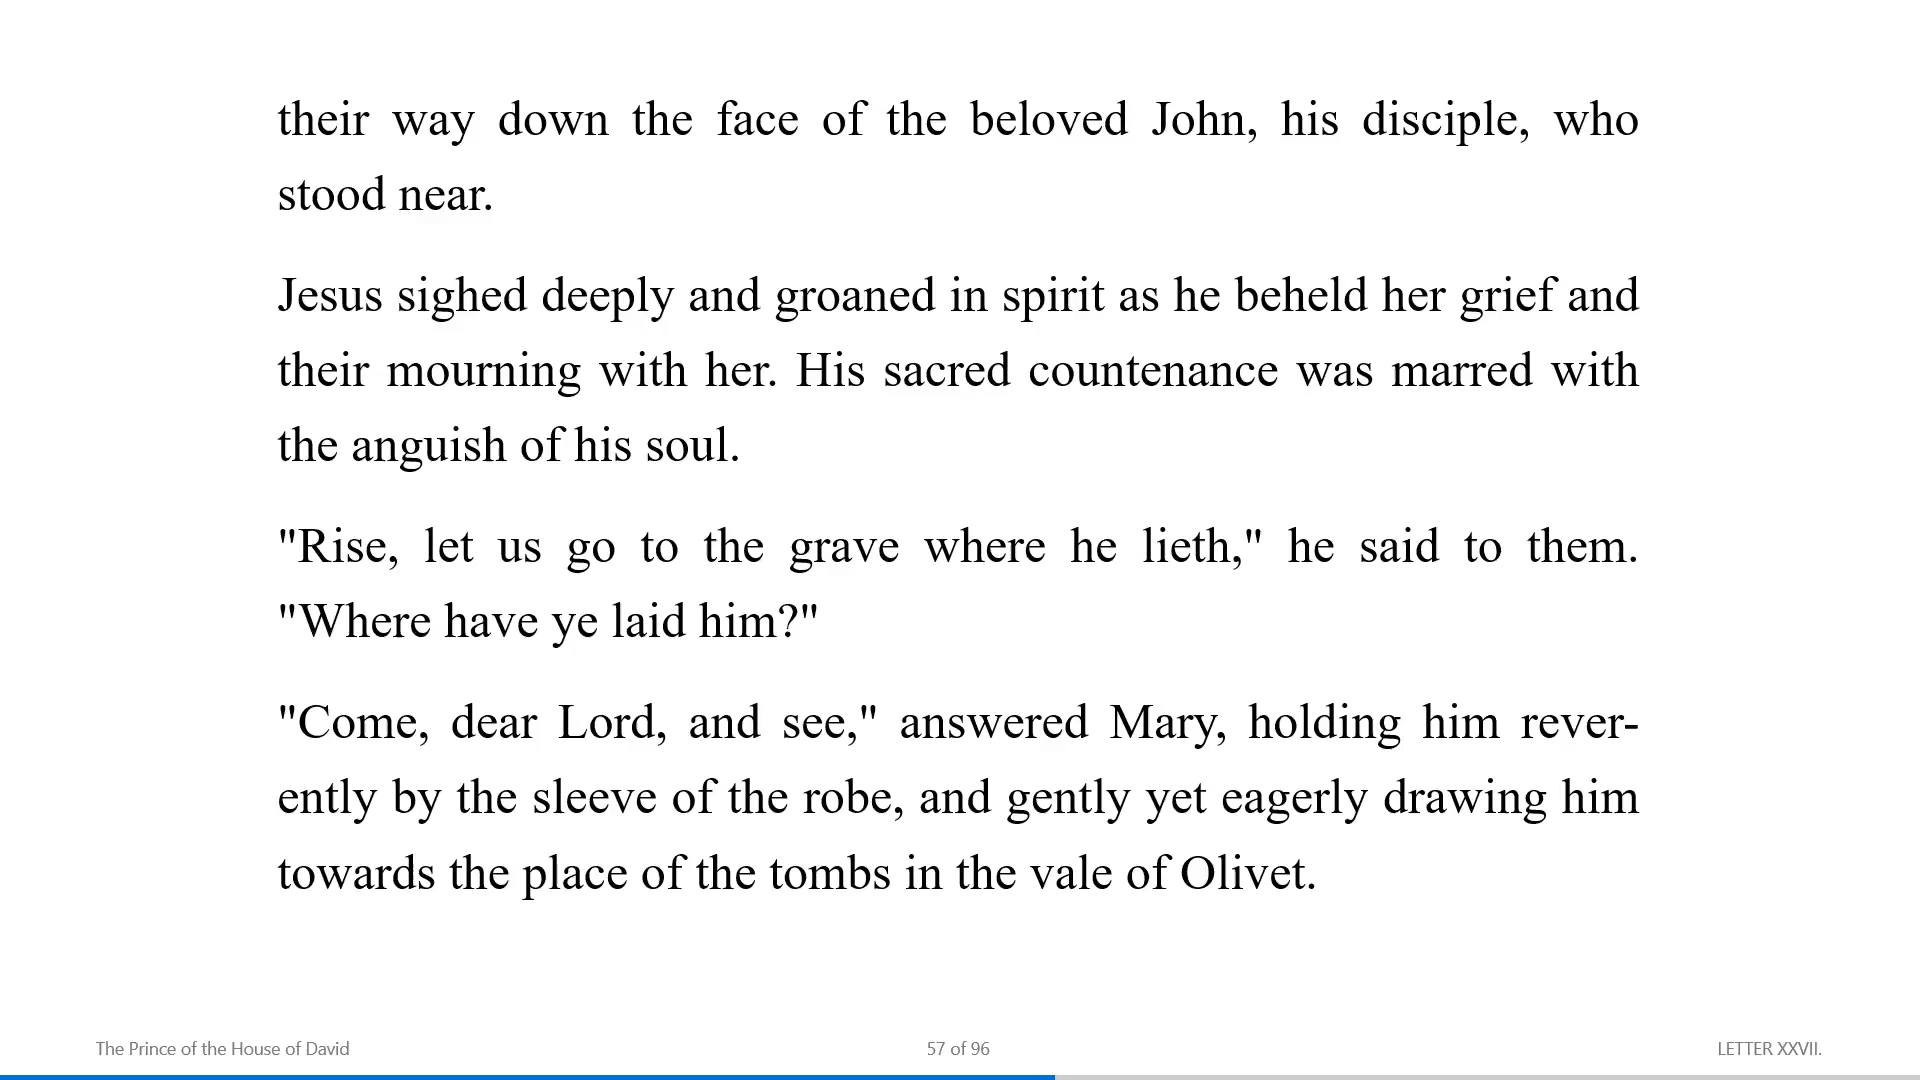 their way down the face of the beloved John, his disciple, who
stood near.
Jesus sighed deeply and groaned in spirit as he beheld her grief and
their mourning with her. His sacred countenance was marred with
the anguish of his soul.
"Rise, let us go to the grave where he lieth," he said to them.
"Where have ye laid him?"
"Come, dear Lord, and see," answered Mary, holding him rever-
ently by the sleeve of the robe, and gently yet eagerly drawing him
towards the place of the tombs in the vale of Olivet.
The Prince of the House of David
57 of 96
LETTER XXVII.